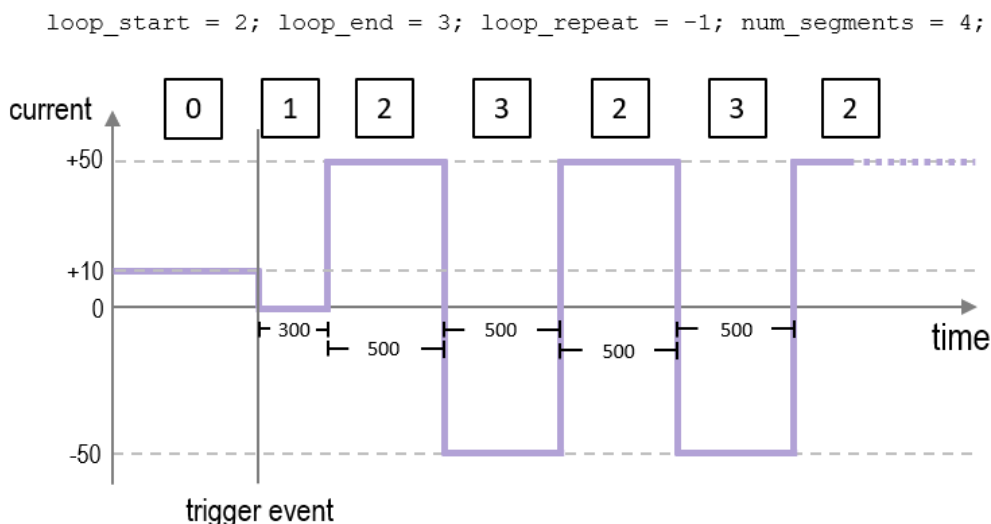 loop_start = 2; loop_end = 3; loop_repeat = -1; num_segments = 4;
0 1 2 3 2 3 2
current
+50
+10
0
300 500 500
500 500
time
-50
trigger event